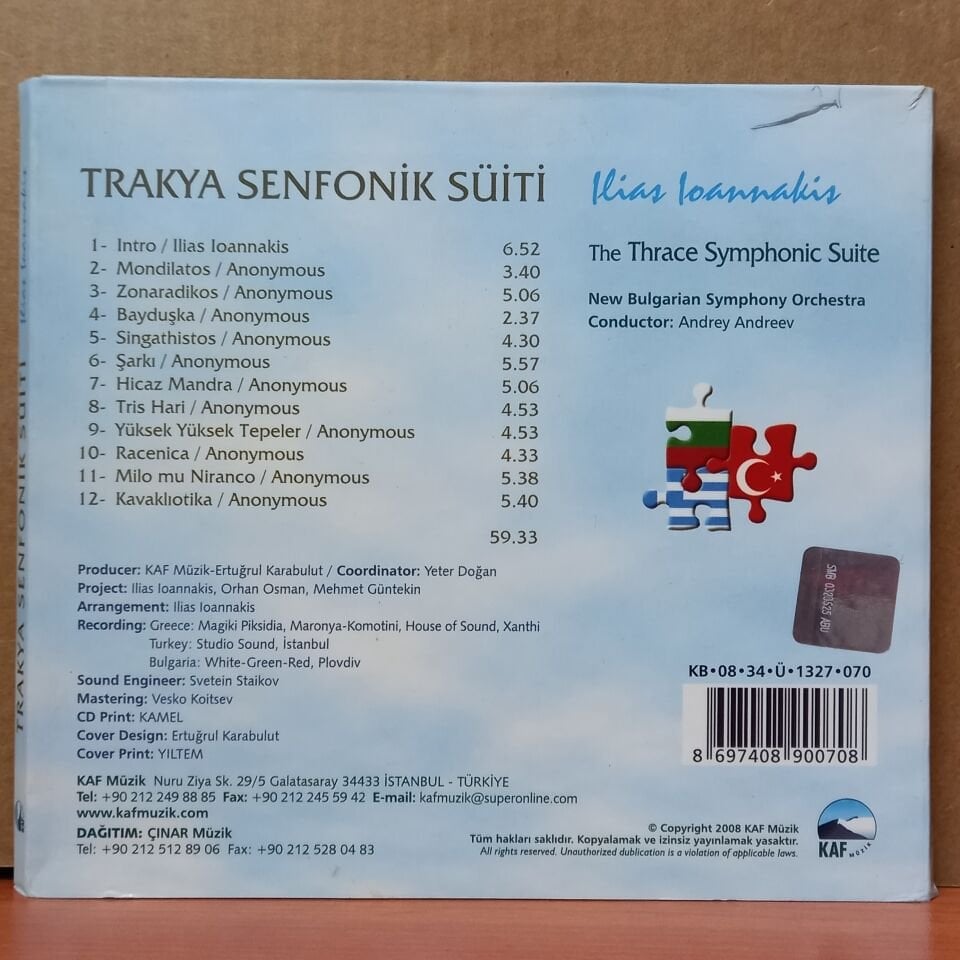 TRAKYA SENFONİK SÜİTİ
Ilias Ioannakis
1- Intro / Ilias Ioannakis 6.52
2- Mondilatos / Anonymous 3.40
3- Zonaradikos / Anonymous 5.06
4- Bayduşka / Anonymous 2.37
5- Singathistos / Anonymous 4.30
6- Şarkı / Anonymous 5.57
7- Hicaz Mandra / Anonymous 5.06
8- Tris Hari / Anonymous 4.53
9- Yüksek Yüksek Tepeler / Anonymous 4.53
10- Racenica / Anonymous 4.33
11- Milo mu Niranco / Anonymous 5.38
12- Kavaklıotika / Anonymous 5.40
59.33
The Thrace Symphonic Suite
New Bulgarian Symphony Orchestra
Conductor: Andrey Andreev
Producer: KAF Müzik-Ertuğrul Karabulut / Coordinator: Yeter Doğan
Project: Ilias Ioannakis, Orhan Osman, Mehmet Güntekin
Arrangement: Ilias Ioannakis
Recording: Greece: Magiki Piksidia, Maronya-Komotini, House of Sound, Xanthi
Turkey: Studio Sound, İstanbul
Bulgaria: White-Green-Red, Plovdiv
Sound Engineer: Svetein Staikov
Mastering: Vesko Koitsev
CD Print: KAMEL
Cover Design: Ertuğrul Karabulut
Cover Print: YILTEM
KAF Müzik Nuru Ziya Sk. 29/5 Galatasaray 34433 İSTANBUL - TÜRKİYE
Tel: +90 212 249 88 85 Fax: +90 212 245 59 42 E-mail: kafmuzik@superonline.com
www.kafmuzik.com
DAĞITIM: ÇINAR Müzik
Tel: +90 212 512 89 06 Fax: +90 212 528 04 83
KB·08·34·Ü·1327·070
8 697408 900708
© Copyright 2008 KAF Müzik
Tüm hakları saklıdır. Kopyalamak ve izinsiz yayınlamak yasaktır.
All rights reserved. Unauthorized dublication is a violation of applicable laws.
KAF MÜZİK
TRAKYA SENFONİK SÜİTİ Ilias Ioannakis